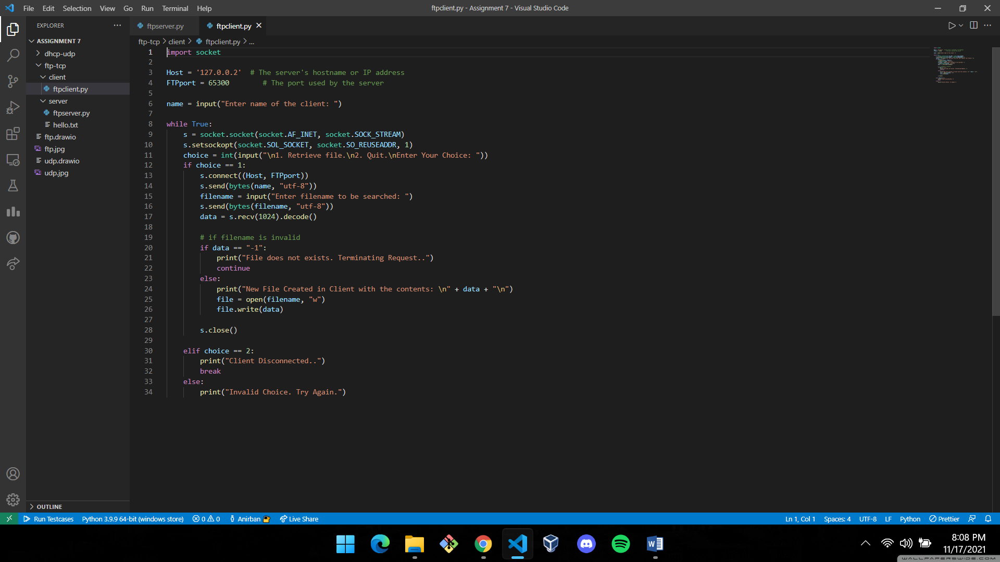 File Edit Selection View Go Run Terminal Help
ftpclient.py - Assignment 7 - Visual Studio Code
EXPLORER
ftpserver.py
ftpclient.py
ASSIGNMENT 7
dhcp-udp
ftp-tcp
client
ftpclient.py
server
ftpserver.py
hello.txt
ftp.drawio
ftp.jpg
udp.drawio
udp.jpg
OUTLINE
ftp-tcp > client > ftpclient.py > ...
1 import socket
2
3 Host = '127.0.0.2'  # The server's hostname or IP address
4 FTPport = 65300        # The port used by the server
5
6 name = input("Enter name of the client: ")
7
8 while True:
9     s = socket.socket(socket.AF_INET, socket.SOCK_STREAM)
10     s.setsockopt(socket.SOL_SOCKET, socket.SO_REUSEADDR, 1)
11     choice = int(input("\n1. Retrieve file.\n2. Quit.\nEnter Your Choice: "))
12     if choice == 1:
13         s.connect((Host, FTPport))
14         s.send(bytes(name, "utf-8"))
15         filename = input("Enter filename to be searched: ")
16         s.send(bytes(filename, "utf-8"))
17         data = s.recv(1024).decode()
18
19         # if filename is invalid
20         if data == "-1":
21             print("File does not exists. Terminating Request..")
22             continue
23         else:
24             print("New File Created in Client with the contents: \n" + data + "\n")
25             file = open(filename, "w")
26             file.write(data)
27
28         s.close()
29
30     elif choice == 2:
31         print("Client Disconnected..")
32         break
33     else:
34         print("Invalid Choice. Try Again.")
Run Testcases Python 3.9.9 64-bit (windows store) 0 0 Anirban Live Share
Ln 1, Col 1 Spaces: 4 UTF-8 LF Python Prettier
8:08 PM
11/17/2021
WALLPAPERSWIDE.COM